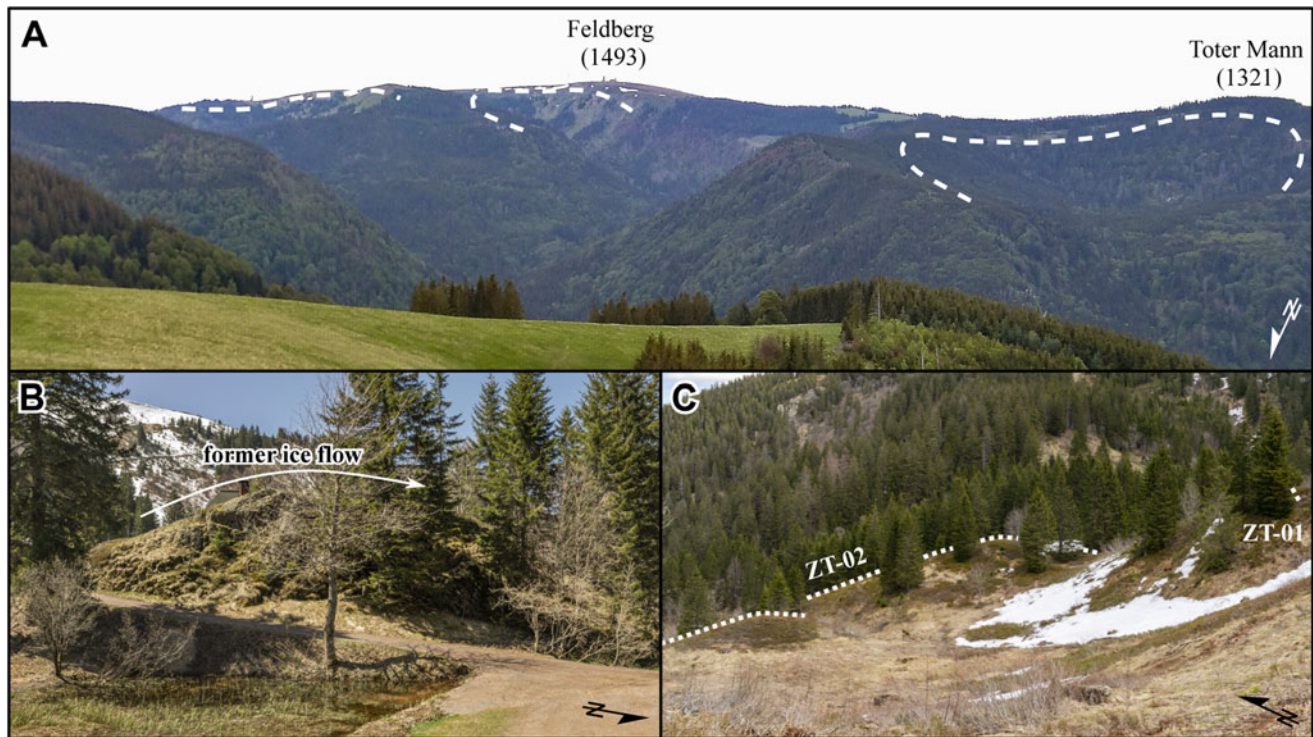 A
Feldberg
(1493)
Toter Mann
(1321)
N
B
former ice flow
N
C
ZT-02
ZT-01
N